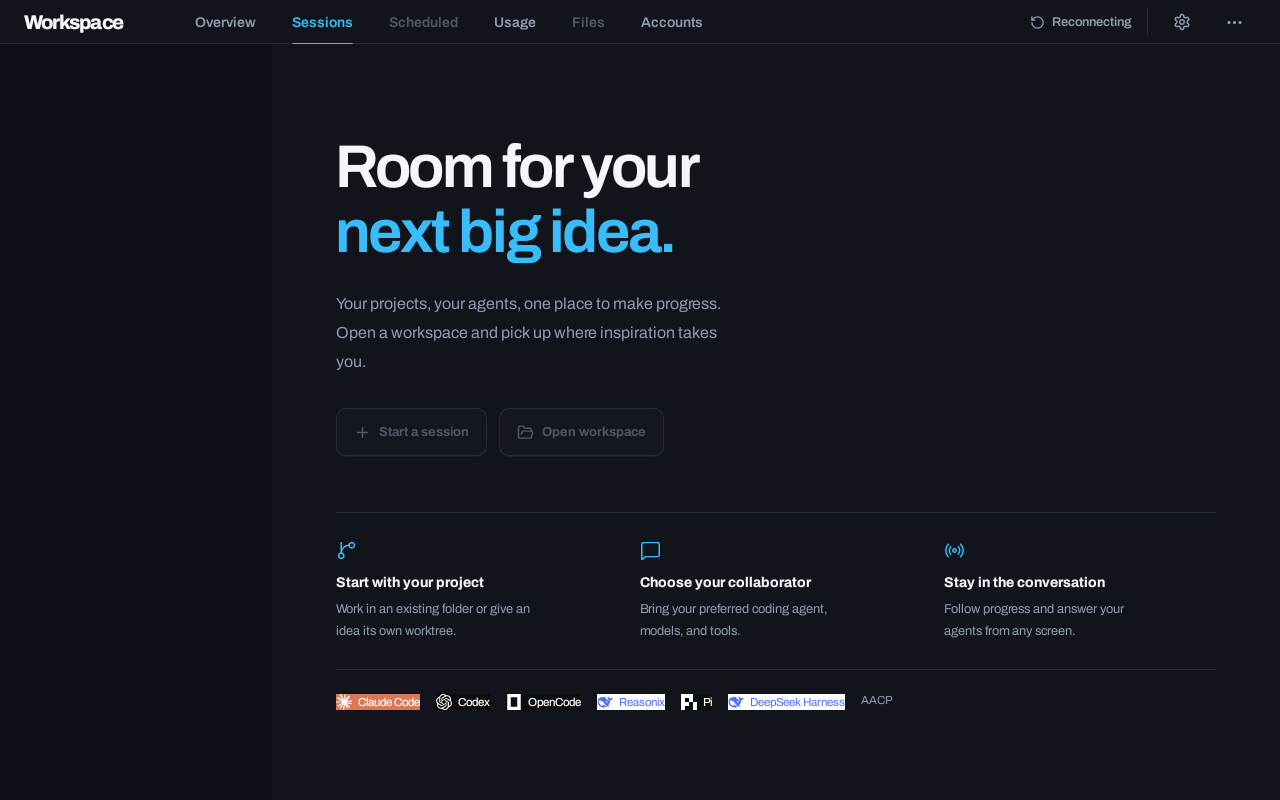 Workspace
Overview
Sessions
Scheduled
Usage
Files
Accounts
Reconnecting
Room for your
next big idea.
Your projects, your agents, one place to make progress.
Open a workspace and pick up where inspiration takes
you.
Start a session
Open workspace
Start with your project
Work in an existing folder or give an
idea its own worktree.
Choose your collaborator
Bring your preferred coding agent,
models, and tools.
Stay in the conversation
Follow progress and answer your
agents from any screen.
Claude Code
Codex
OpenCode
Reasonix
Pi
DeepSeek Harness
AACP